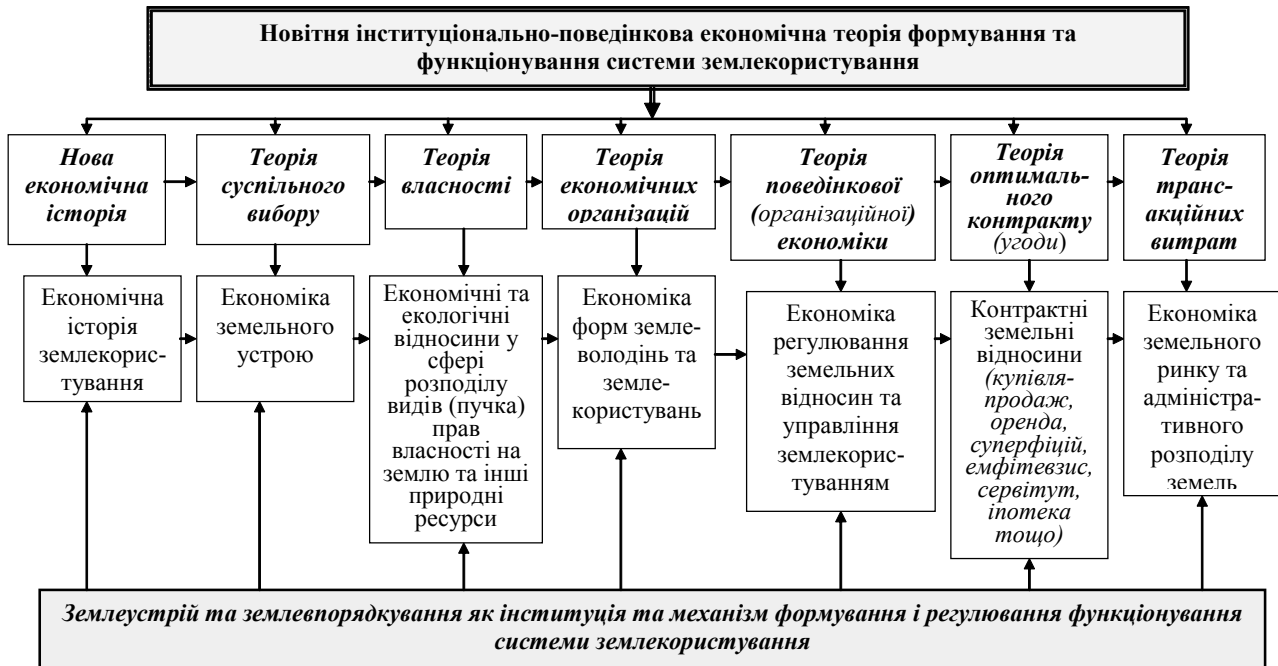 Новітня інституціонально-поведінкова економічна теорія формування та
функціонування системи землекористування
Нова
економічна
історія
Теорія
суспільного
вибору
Теорія
власності
Теорія
економічних
організацій
Теорія
поведінкової
(організаційної)
економіки
Теорія
оптималь-
ного
контракту
(угоди)
Теорія
транс-
акційних
витрат
Економічна
історія
землекорис-
тування
Економіка
земельного
устрою
Економічні та
екологічні
відносини у
сфері
розподілу
видів (пучка)
прав
власності на
землю та інші
природні
ресурси
Економіка
форм земле-
володінь та
земле-
користувань
Економіка
регулювання
земельних
відносин та
управління
землекорис-
туванням
Контрактні
земельні
відносини
(купівля-
продаж,
оренда,
суперфіцій,
емфітевзис,
сервітут,
іпотека
тощо)
Економіка
земельного
ринку та
адміністра-
тивного
розподілу
земель
Землеустрій та землевпорядкування як інституція та механізм формування і регулювання функціонування
системи землекористування